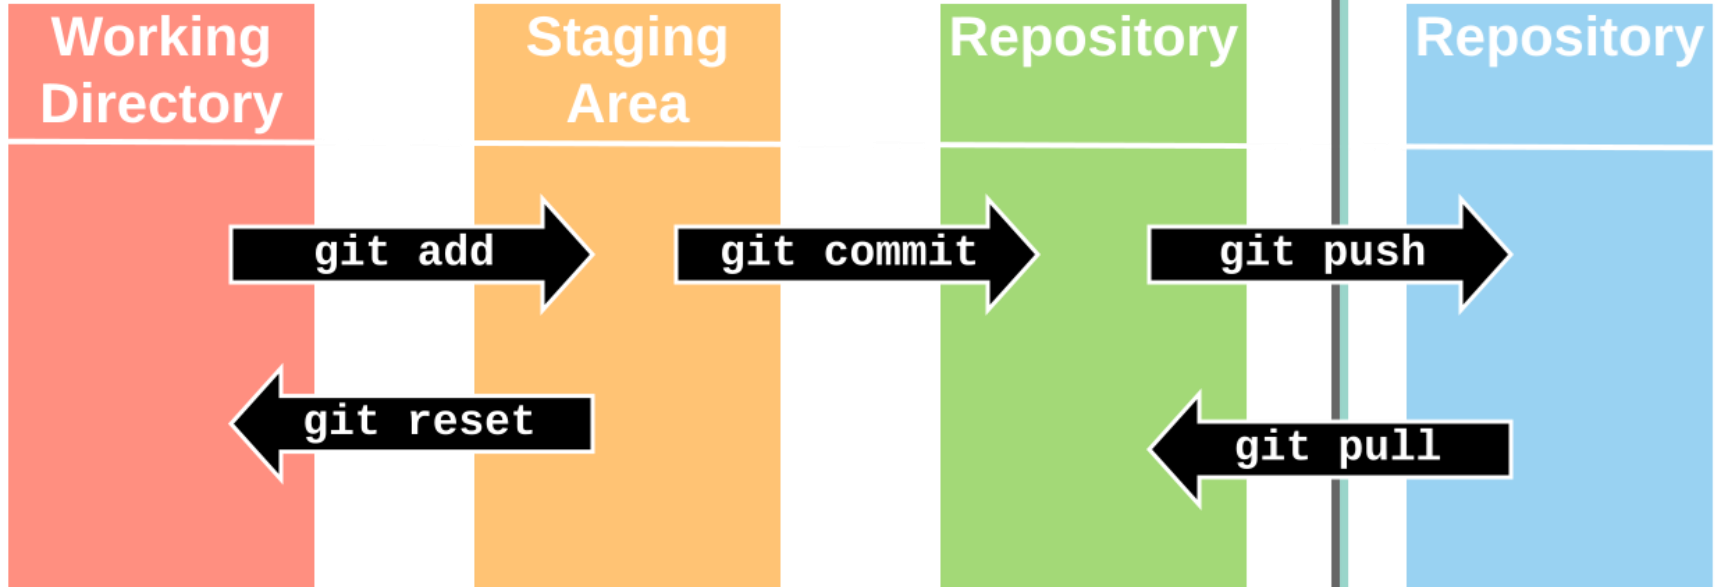 Working
Directory
Staging
Area
Repository
Repository
git add
git commit
git push
git reset
git pull